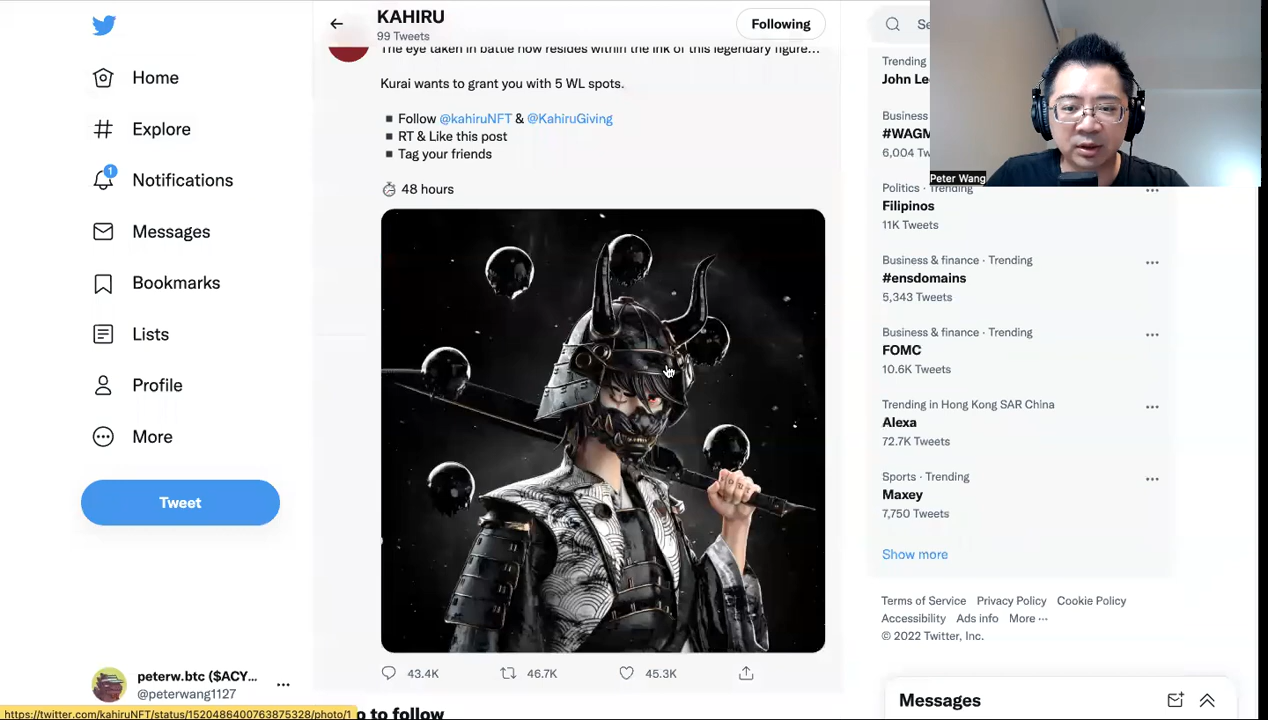 KAHIRU
99 Tweets
Following
Home
Explore
1
Notifications
Messages
Bookmarks
Lists
Profile
More
Tweet
peterw.btc ($ACY...
@peterwang1127
The eye taken in battle now resides within the ink of this legendary figure...
Kurai wants to grant you with 5 WL spots.
Follow @kahiruNFT & @KahiruGiving
RT & Like this post
Tag your friends
48 hours
43.4K
46.7K
45.3K
to follow
Peter Wang
Trending
Business
#WAGM
6,004 Tweets
Politics · Trending
Filipinos
11K Tweets
Business & finance · Trending
#ensdomains
5,343 Tweets
Business & finance · Trending
FOMC
10.6K Tweets
Trending in Hong Kong SAR China
Alexa
72.7K Tweets
Sports · Trending
Maxey
7,750 Tweets
Show more
Terms of Service Privacy Policy Cookie Policy
Accessibility Ads info More ···
© 2022 Twitter, Inc.
Messages
https://twitter.com/kahiruNFT/status/1520486400763875328/photo/1